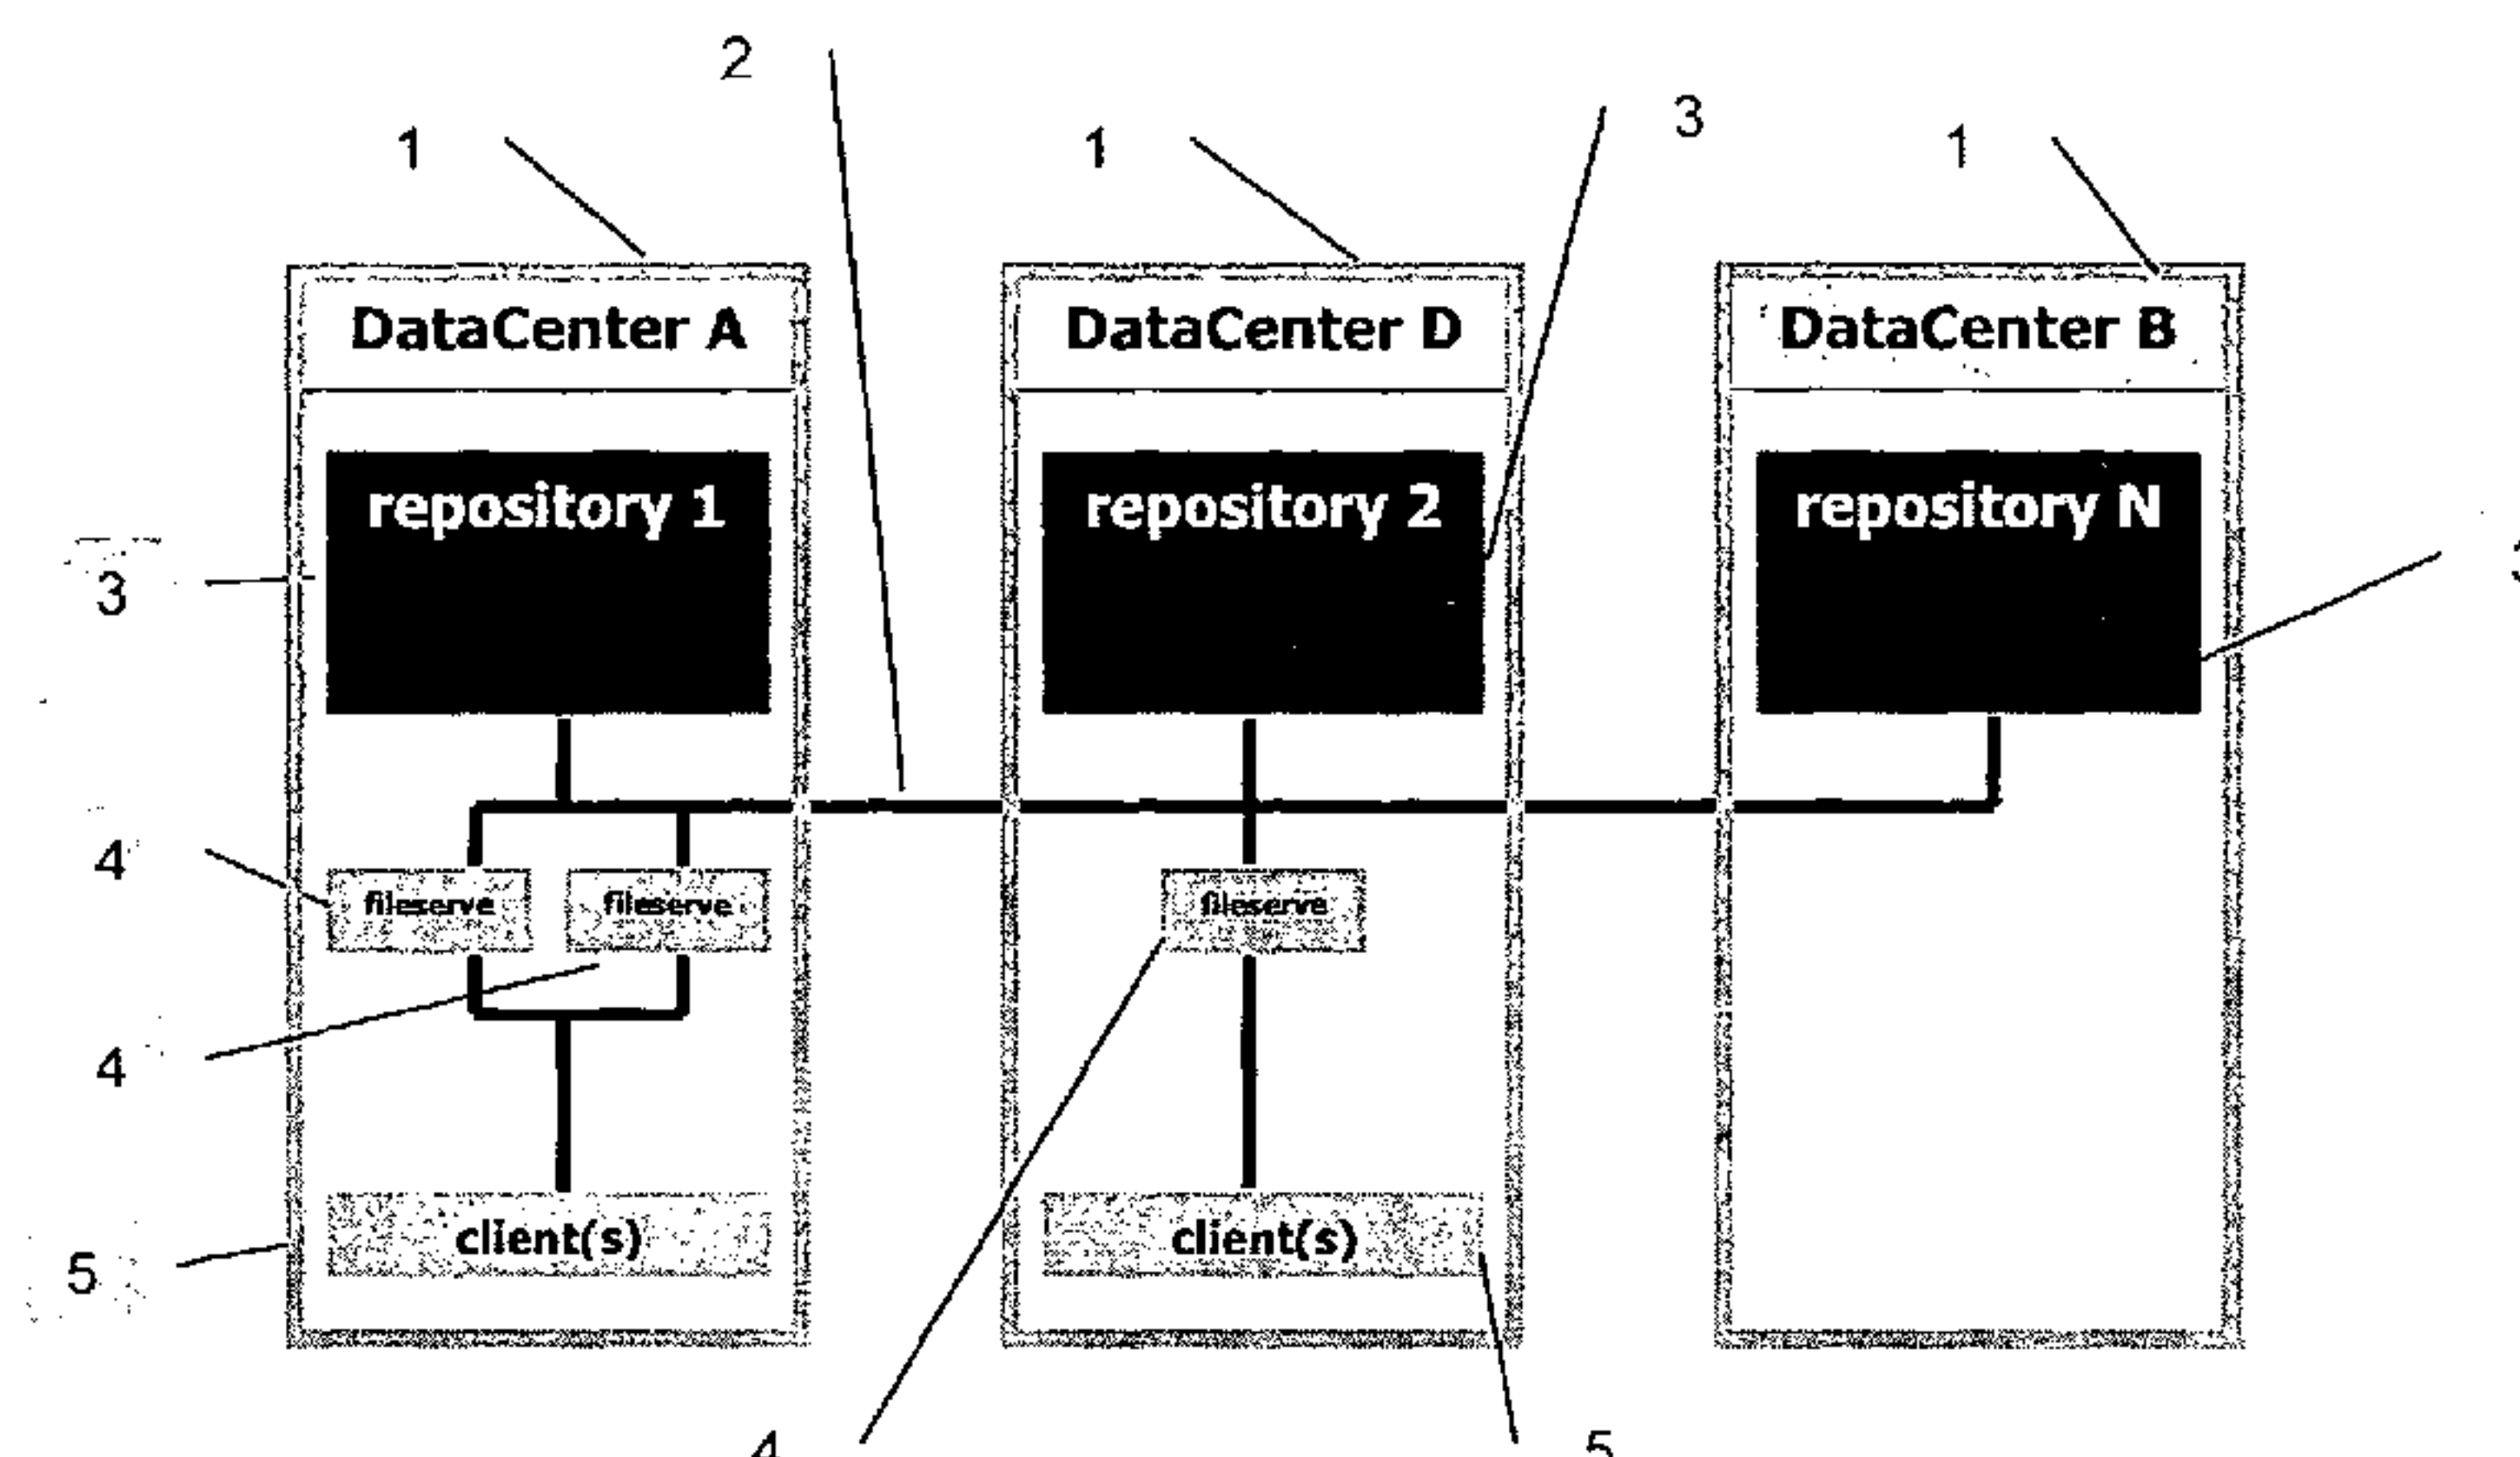 2
3
1
1
1
DataCenter A
DataCenter D
DataCenter B
repository 1
repository 2
repository N
3
4
fileserve
fileserve
fileserve
4
client(s)
client(s)
5
4
5